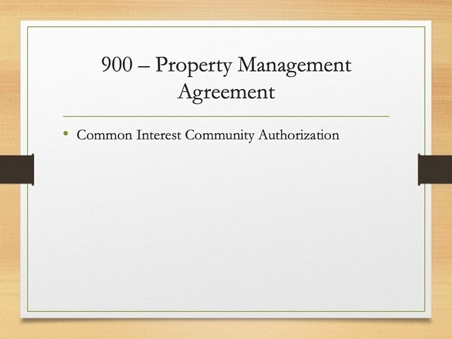 900 – Property Management
Agreement
• Common Interest Community Authorization